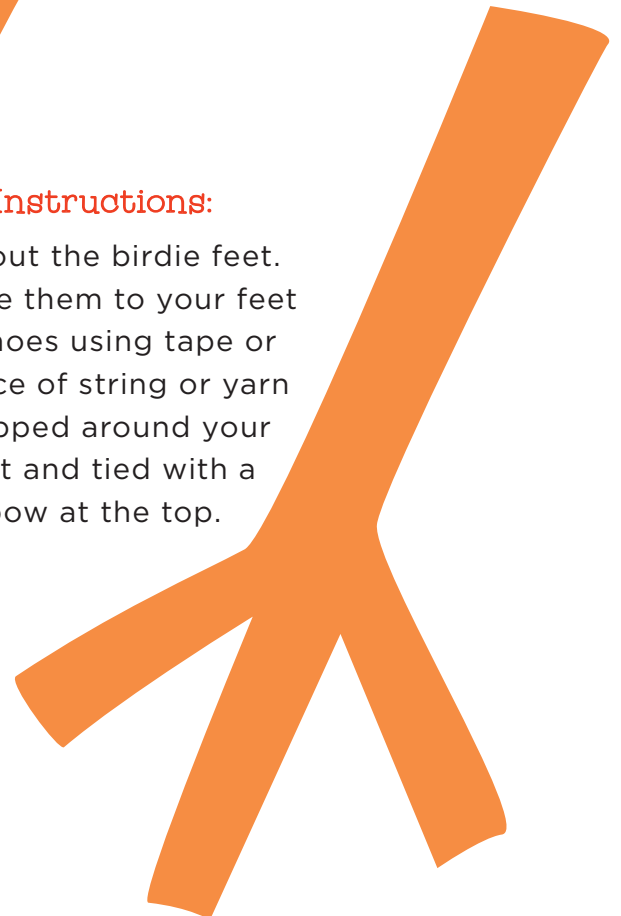 Instructions:
out the birdie feet.
e them to your feet
hoes using tape or
ce of string or yarn
pped around your
t and tied with a
bow at the top.